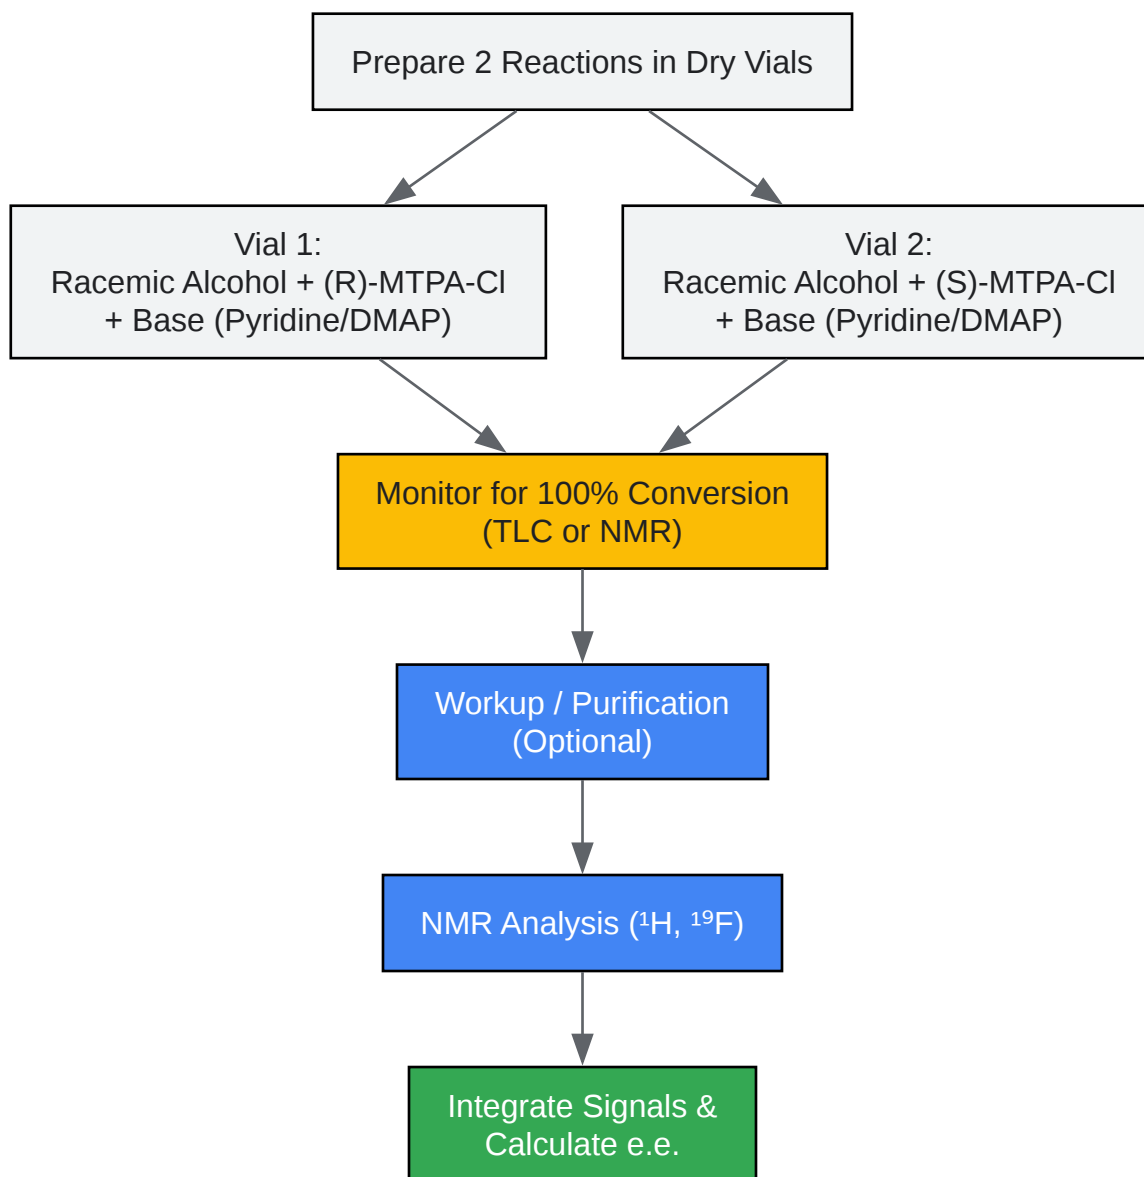 Prepare 2 Reactions in Dry Vials
Vial 1:
Racemic Alcohol + (R)-MTPA-Cl
+ Base (Pyridine/DMAP)
Vial 2:
Racemic Alcohol + (S)-MTPA-Cl
+ Base (Pyridine/DMAP)
Monitor for 100% Conversion
(TLC or NMR)
Workup / Purification
(Optional)
NMR Analysis (¹H, ¹⁹F)
Integrate Signals &
Calculate e.e.